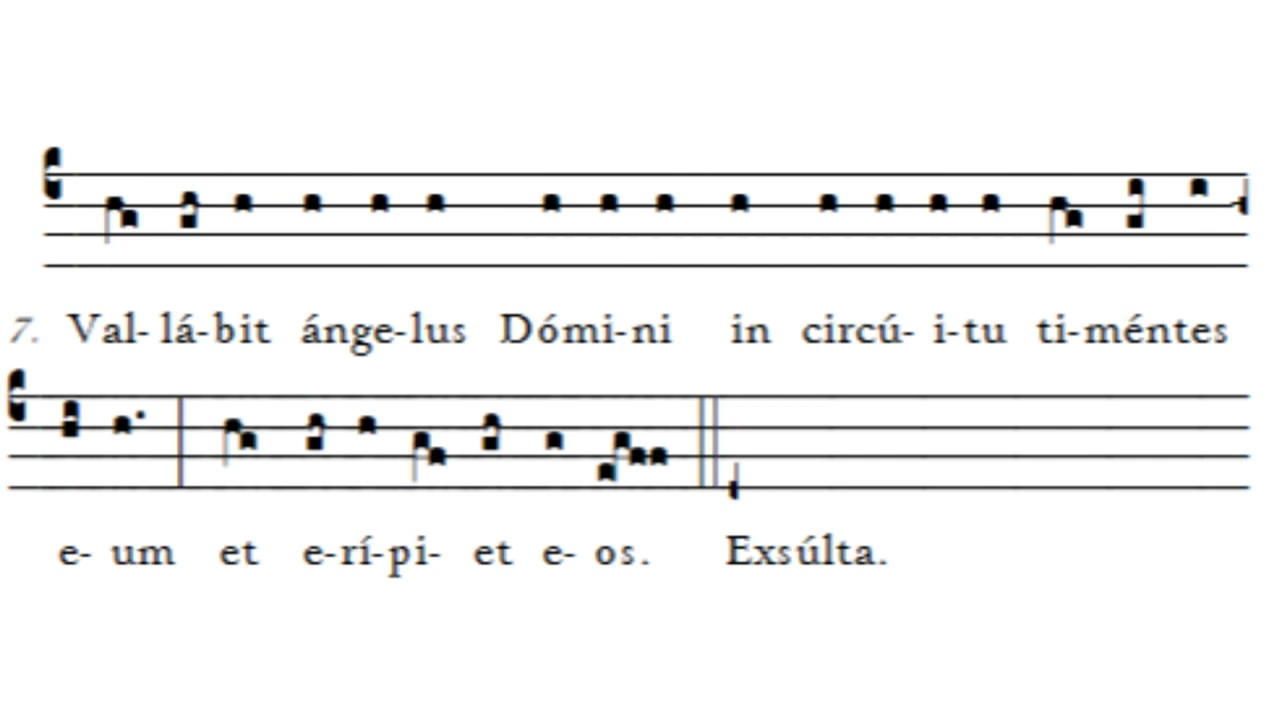 7. Val- lá-bit ánge-lus Dómi-ni in circú- i-tu ti-méntes
e- um et e-rí-pi- et e- os. Exsúlta.